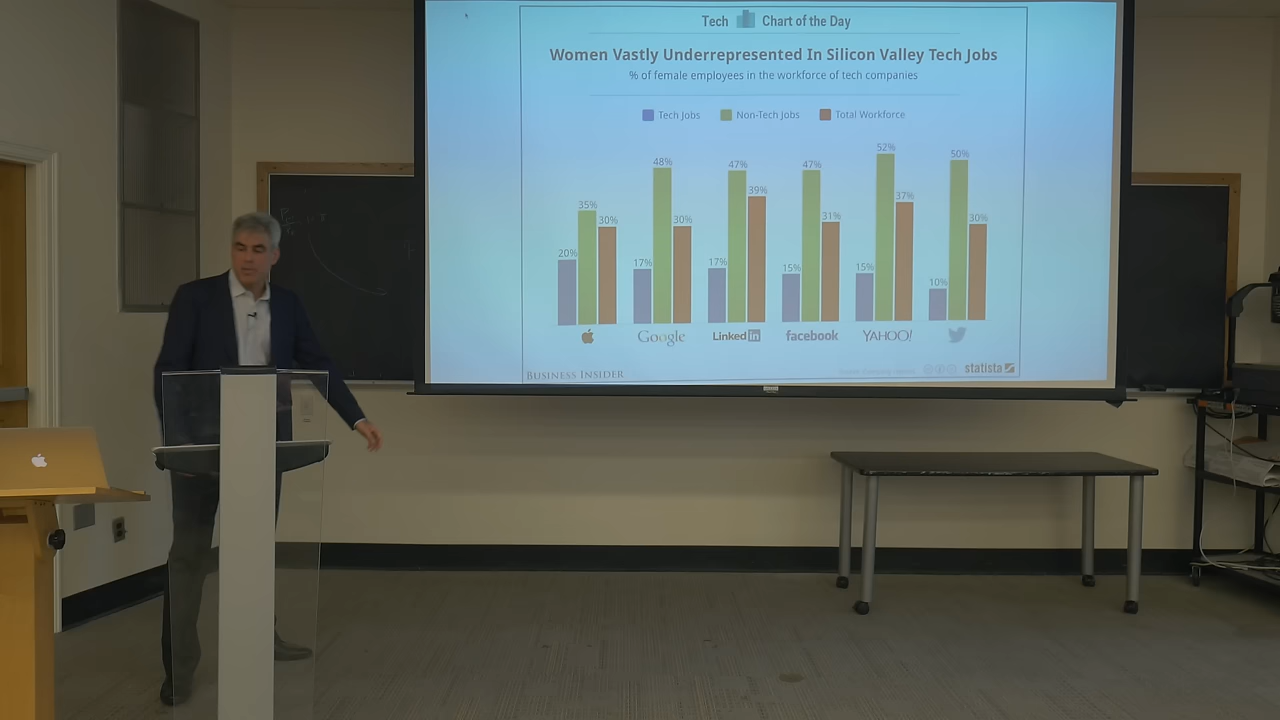 Tech Chart of the Day
Women Vastly Underrepresented In Silicon Valley Tech Jobs
% of female employees in the workforce of tech companies
Tech Jobs Non-Tech Jobs Total Workforce
20% 35% 30%
17% 48% 30%
17% 47% 39%
15% 47% 31%
15% 52% 37%
10% 50% 30%
Google LinkedIn facebook YAHOO!
BUSINESS INSIDER statista